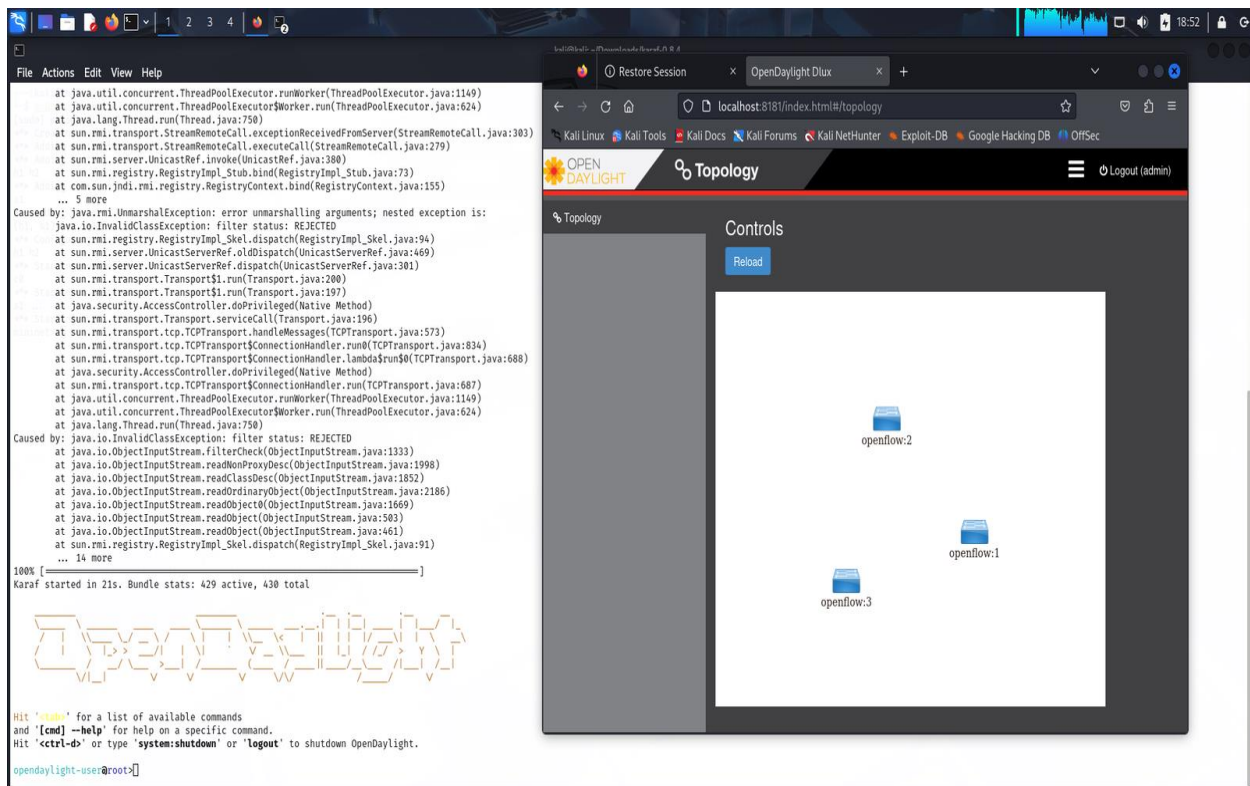 1 2 3 4
18:52
File Actions Edit View Help
at java.util.concurrent.ThreadPoolExecutor.runWorker(ThreadPoolExecutor.java:1149)
at java.util.concurrent.ThreadPoolExecutor$Worker.run(ThreadPoolExecutor.java:624)
at java.lang.Thread.run(Thread.java:750)
at sun.rmi.transport.StreamRemoteCall.exceptionReceivedFromServer(StreamRemoteCall.java:303)
at sun.rmi.transport.StreamRemoteCall.executeCall(StreamRemoteCall.java:279)
at sun.rmi.server.UnicastRef.invoke(UnicastRef.java:380)
at sun.rmi.registry.RegistryImpl_Stub.bind(RegistryImpl_Stub.java:73)
at com.sun.jndi.rmi.registry.RegistryContext.bind(RegistryContext.java:155)
... 5 more
Caused by: java.rmi.UnmarshalException: error unmarshalling arguments; nested exception is:
java.io.InvalidClassException: filter status: REJECTED
at sun.rmi.registry.RegistryImpl_Skel.dispatch(RegistryImpl_Skel.java:94)
at sun.rmi.server.UnicastServerRef.oldDispatch(UnicastServerRef.java:469)
at sun.rmi.server.UnicastServerRef.dispatch(UnicastServerRef.java:301)
at sun.rmi.transport.Transport$1.run(Transport.java:200)
at sun.rmi.transport.Transport$1.run(Transport.java:197)
at java.security.AccessController.doPrivileged(Native Method)
at sun.rmi.transport.Transport.serviceCall(Transport.java:196)
at sun.rmi.transport.tcp.TCPTransport.handleMessages(TCPTransport.java:573)
at sun.rmi.transport.tcp.TCPTransport$ConnectionHandler.run0(TCPTransport.java:834)
at sun.rmi.transport.tcp.TCPTransport$ConnectionHandler.lambda$run$0(TCPTransport.java:688)
at java.security.AccessController.doPrivileged(Native Method)
at sun.rmi.transport.tcp.TCPTransport$ConnectionHandler.run(TCPTransport.java:687)
at java.util.concurrent.ThreadPoolExecutor.runWorker(ThreadPoolExecutor.java:1149)
at java.util.concurrent.ThreadPoolExecutor$Worker.run(ThreadPoolExecutor.java:624)
at java.lang.Thread.run(Thread.java:750)
Caused by: java.io.InvalidClassException: filter status: REJECTED
at java.io.ObjectInputStream.filterCheck(ObjectInputStream.java:1333)
at java.io.ObjectInputStream.readNonProxyDesc(ObjectInputStream.java:1998)
at java.io.ObjectInputStream.readClassDesc(ObjectInputStream.java:1852)
at java.io.ObjectInputStream.readOrdinaryObject(ObjectInputStream.java:2186)
at java.io.ObjectInputStream.readObject0(ObjectInputStream.java:1669)
at java.io.ObjectInputStream.readObject(ObjectInputStream.java:503)
at java.io.ObjectInputStream.readObject(ObjectInputStream.java:461)
at sun.rmi.registry.RegistryImpl_Skel.dispatch(RegistryImpl_Skel.java:91)
... 14 more
100% [═══════════════════════════]
Karaf started in 21s. Bundle stats: 429 active, 430 total
OpenDaylight
Hit '<tab>' for a list of available commands
and '[cmd] --help' for help on a specific command.
Hit '<ctrl-d>' or type 'system:shutdown' or 'logout' to shutdown OpenDaylight.
opendaylight-user@root>
kali@kali: ~/Downloads/karaf-0.8.4
Restore Session × OpenDaylight Dlux × +
localhost:8181/index.html#/topology
Kali Linux Kali Tools Kali Docs Kali Forums Kali NetHunter Exploit-DB Google Hacking DB OffSec
OPEN
DAYLIGHT
Topology
Logout (admin)
Topology
Controls
Reload
openflow:2
openflow:1
openflow:3